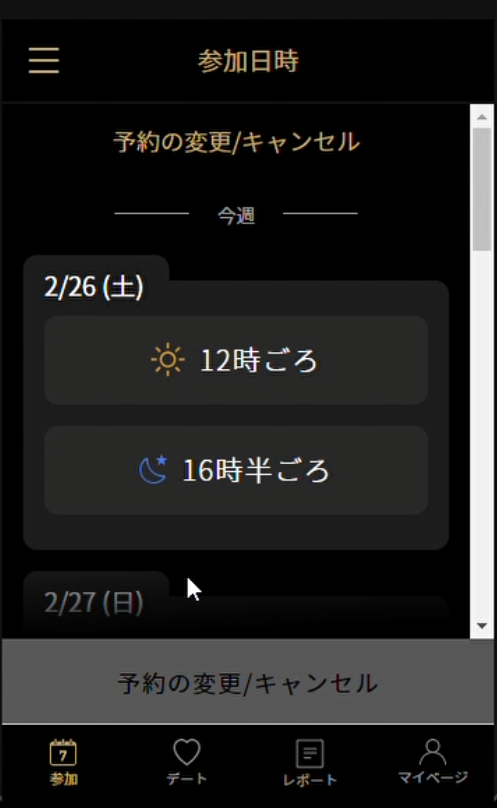 参加日時
予約の変更/キャンセル
今週
2/26 (土)
12時ごろ
16時半ごろ
2/27 (日)
予約の変更/キャンセル
7
参加
デート
レポート
マイページ